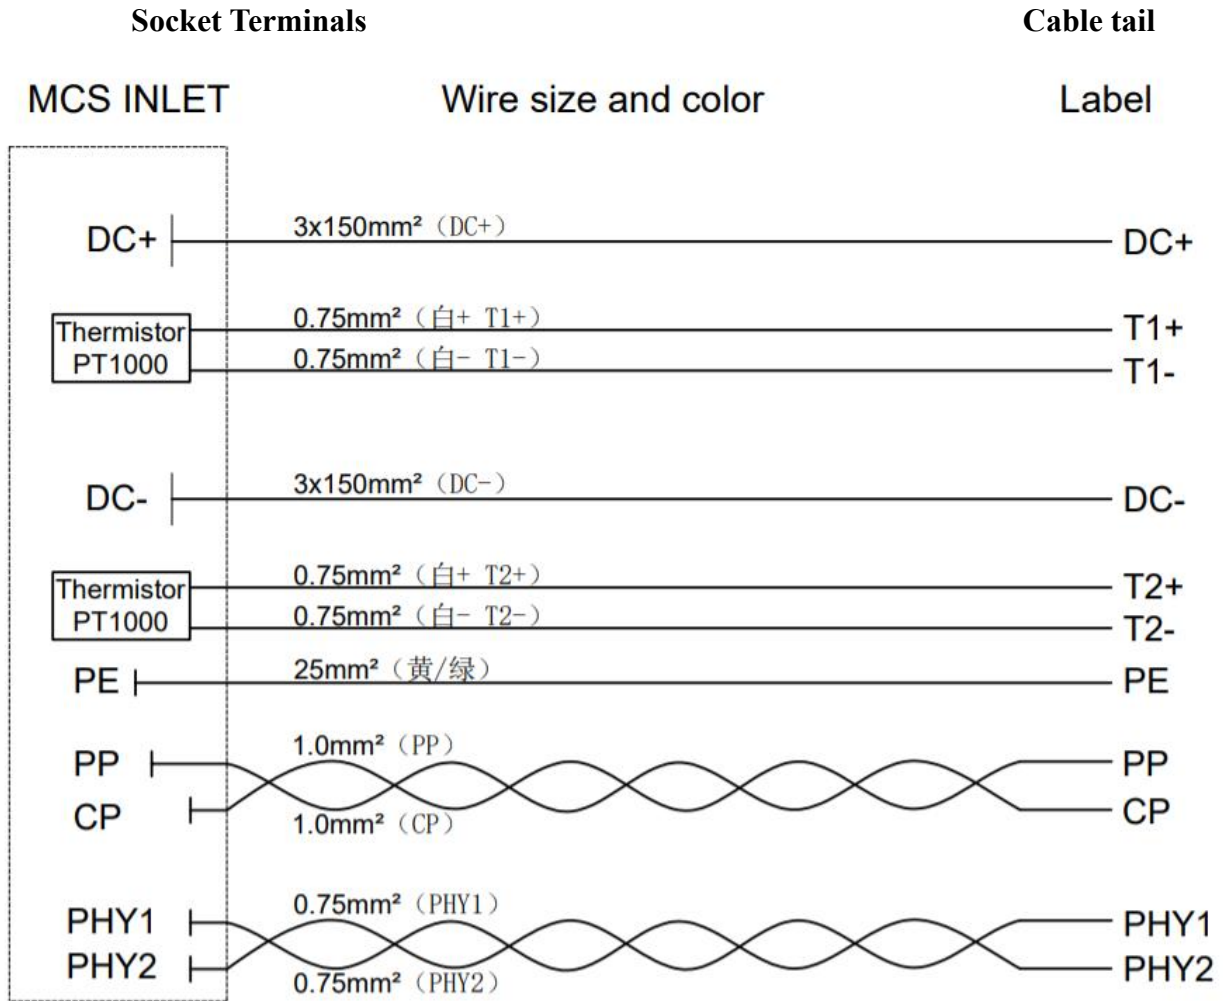 Socket Terminals Cable tail
MCS INLET Wire size and color Label
DC+ 3x150mm²（DC+） DC+
Thermistor 0.75mm²（白+ T1+） T1+
PT1000 0.75mm²（白- T1-） T1-
DC- 3x150mm²（DC-） DC-
Thermistor 0.75mm²（白+ T2+） T2+
PT1000 0.75mm²（白- T2-） T2-
PE 25mm²（黄/绿） PE
1.0mm²（PP）
PP PP
CP CP
1.0mm²（CP）
0.75mm²（PHY1）
PHY1 PHY1
PHY2 PHY2
0.75mm²（PHY2）